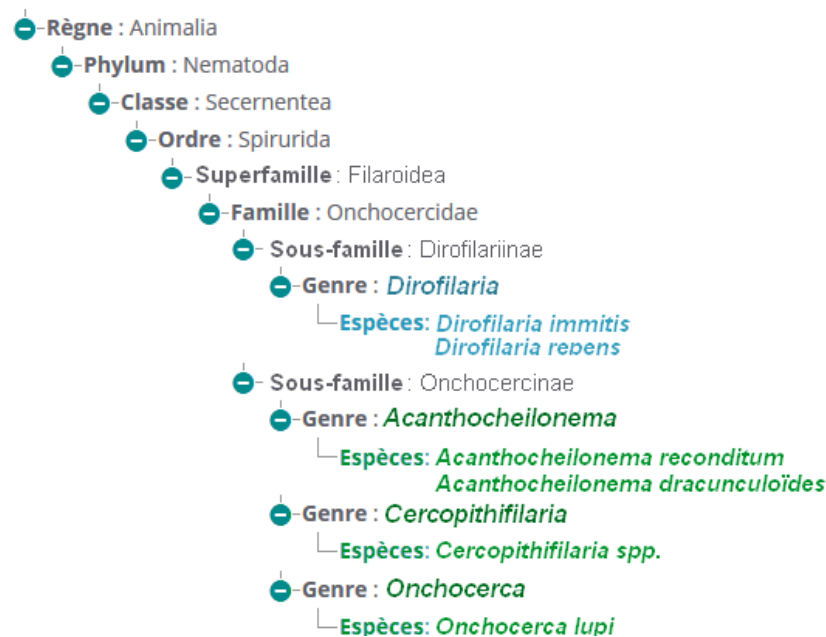 Règne : Animalia
Phylum : Nematoda
Classe : Secernentea
Ordre : Spirurida
Superfamille : Filaroidea
Famille : Onchocercidae
Sous-famille : Dirofilariinae
Genre : Dirofilaria
Espèces: Dirofilaria immitis
Dirofilaria repens
Sous-famille : Onchocercinae
Genre : Acanthocheilonema
Espèces: Acanthocheilonema reconditum
Acanthocheilonema dracunculoïdes
Genre : Cercopithifilaria
Espèces: Cercopithifilaria spp.
Genre : Onchocerca
Espèces: Onchocerca lupi